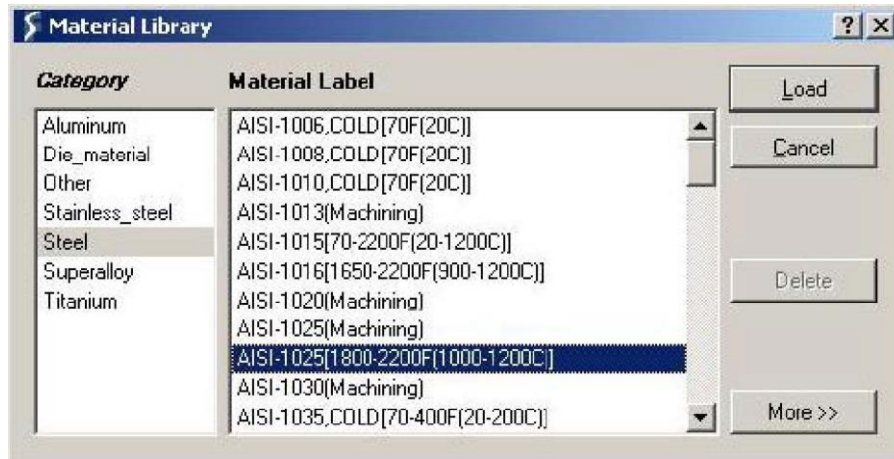 Material Library
Category
Material Label
Load
Cancel
Delete
More >>
Aluminum
Die_material
Other
Stainless_steel
Steel
Superalloy
Titanium
AISI-1006,COLD[70F(20C)]
AISI-1008,COLD[70F(20C)]
AISI-1010,COLD[70F(20C)]
AISI-1013(Machining)
AISI-1015[70-2200F(20-1200C)]
AISI-1016[1650-2200F(900-1200C)]
AISI-1020(Machining)
AISI-1025(Machining)
AISI-1025[1800-2200F(1000-1200C)]
AISI-1030(Machining)
AISI-1035,COLD[70-400F(20-200C)]